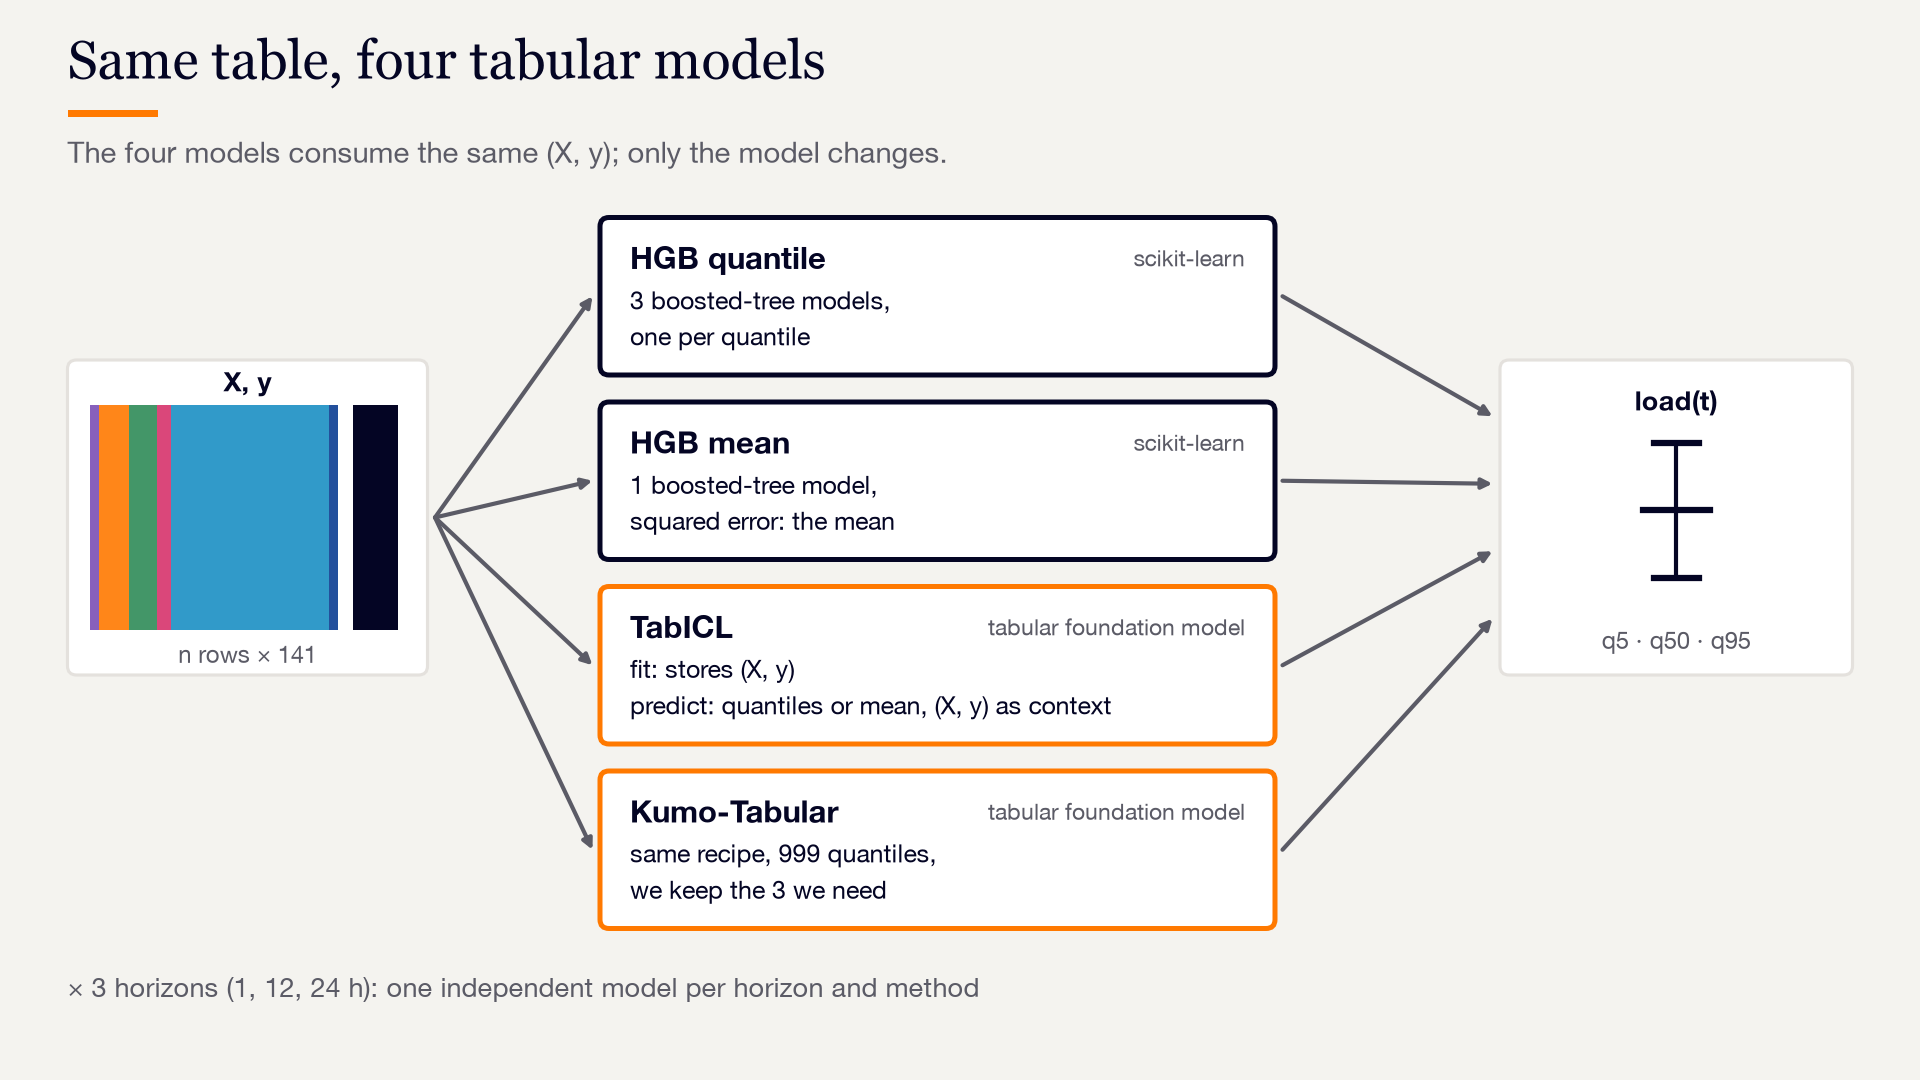 Same table, four tabular models
The four models consume the same (X, y); only the model changes.
X, y
n rows × 141
HGB quantile
scikit-learn
3 boosted-tree models,
one per quantile
HGB mean
scikit-learn
1 boosted-tree model,
squared error: the mean
TabICL
tabular foundation model
fit: stores (X, y)
predict: quantiles or mean, (X, y) as context
Kumo-Tabular
tabular foundation model
same recipe, 999 quantiles,
we keep the 3 we need
load(t)
q5 · q50 · q95
× 3 horizons (1, 12, 24 h): one independent model per horizon and method